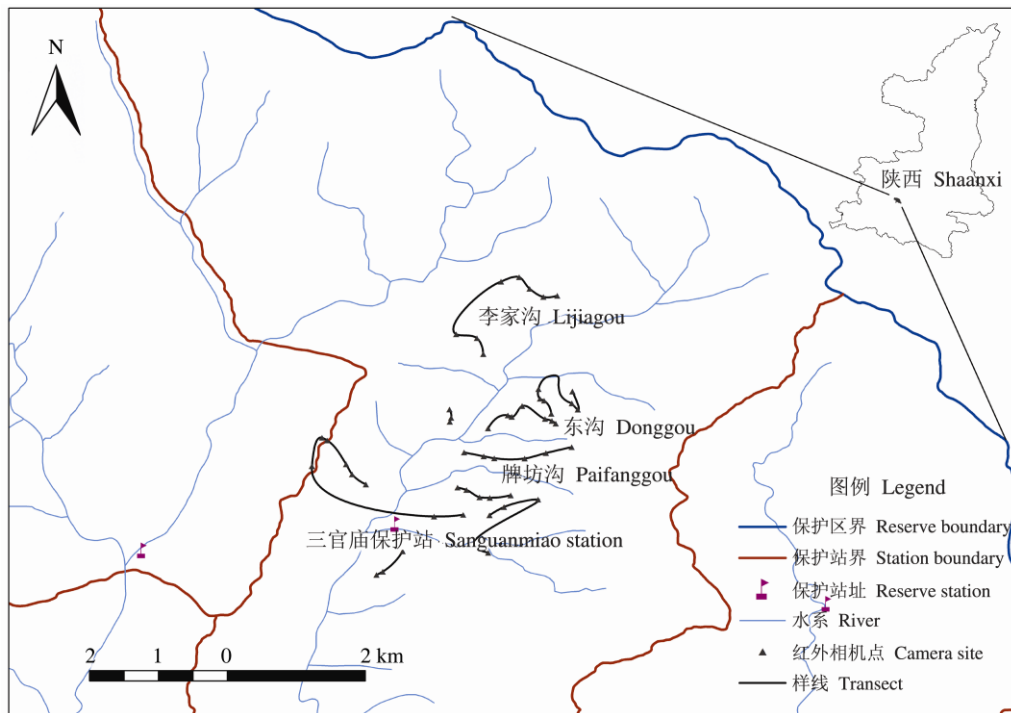 N
陕西 Shaanxi
李家沟 Lijiagou
东沟 Donggou
牌坊沟 Paifanggou
三官庙保护站 Sanguanmiao station
图例 Legend
保护区界 Reserve boundary
保护站界 Station boundary
保护站址 Reserve station
水系 River
红外相机点 Camera site
样线 Transect
2 1 0 2 km